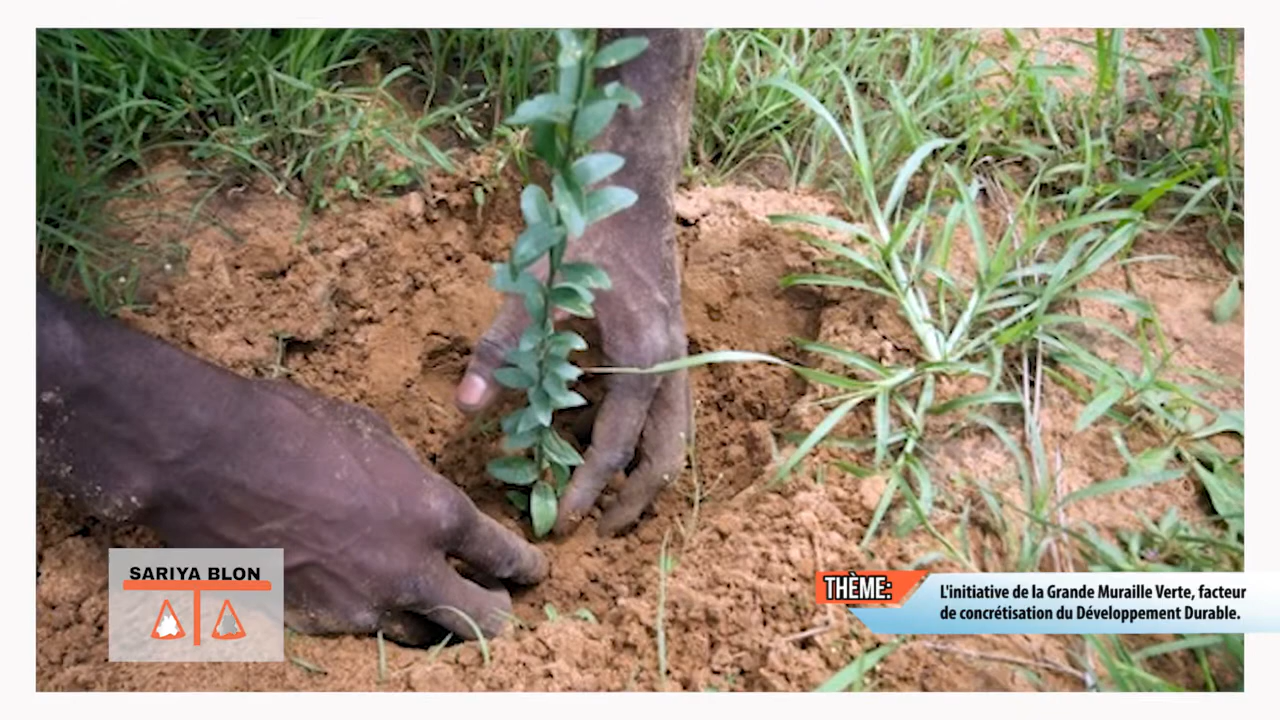 SARIYA BLON
THÈME:
L'initiative de la Grande Muraille Verte, facteur
de concrétisation du Développement Durable.